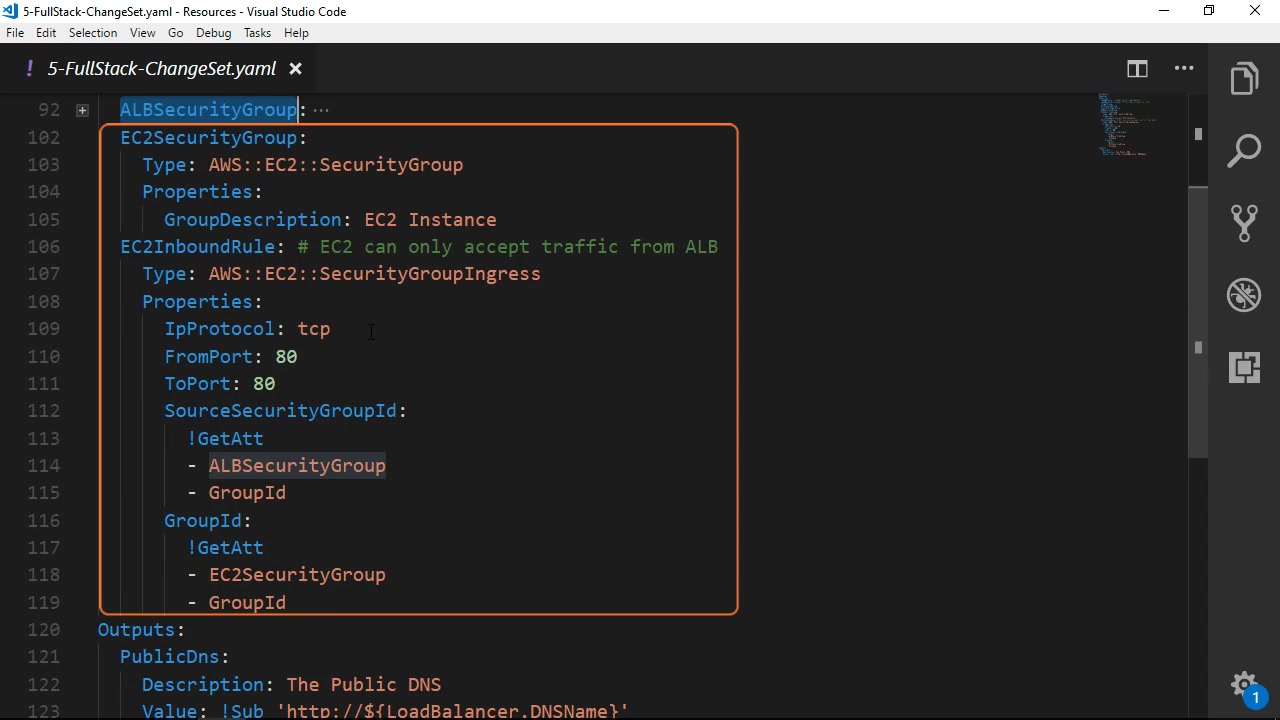 5-FullStack-ChangeSet.yaml - Resources - Visual Studio Code
File Edit Selection View Go Debug Tasks Help
! 5-FullStack-ChangeSet.yaml
92 ALBSecurityGroup: ...
102 EC2SecurityGroup:
103 Type: AWS::EC2::SecurityGroup
104 Properties:
105 GroupDescription: EC2 Instance
106 EC2InboundRule: # EC2 can only accept traffic from ALB
107 Type: AWS::EC2::SecurityGroupIngress
108 Properties:
109 IpProtocol: tcp
110 FromPort: 80
111 ToPort: 80
112 SourceSecurityGroupId:
113 !GetAtt
114 - ALBSecurityGroup
115 - GroupId
116 GroupId:
117 !GetAtt
118 - EC2SecurityGroup
119 - GroupId
120 Outputs:
121 PublicDns:
122 Description: The Public DNS
123 Value: !Sub 'http://${LoadBalancer.DNSName}'
1